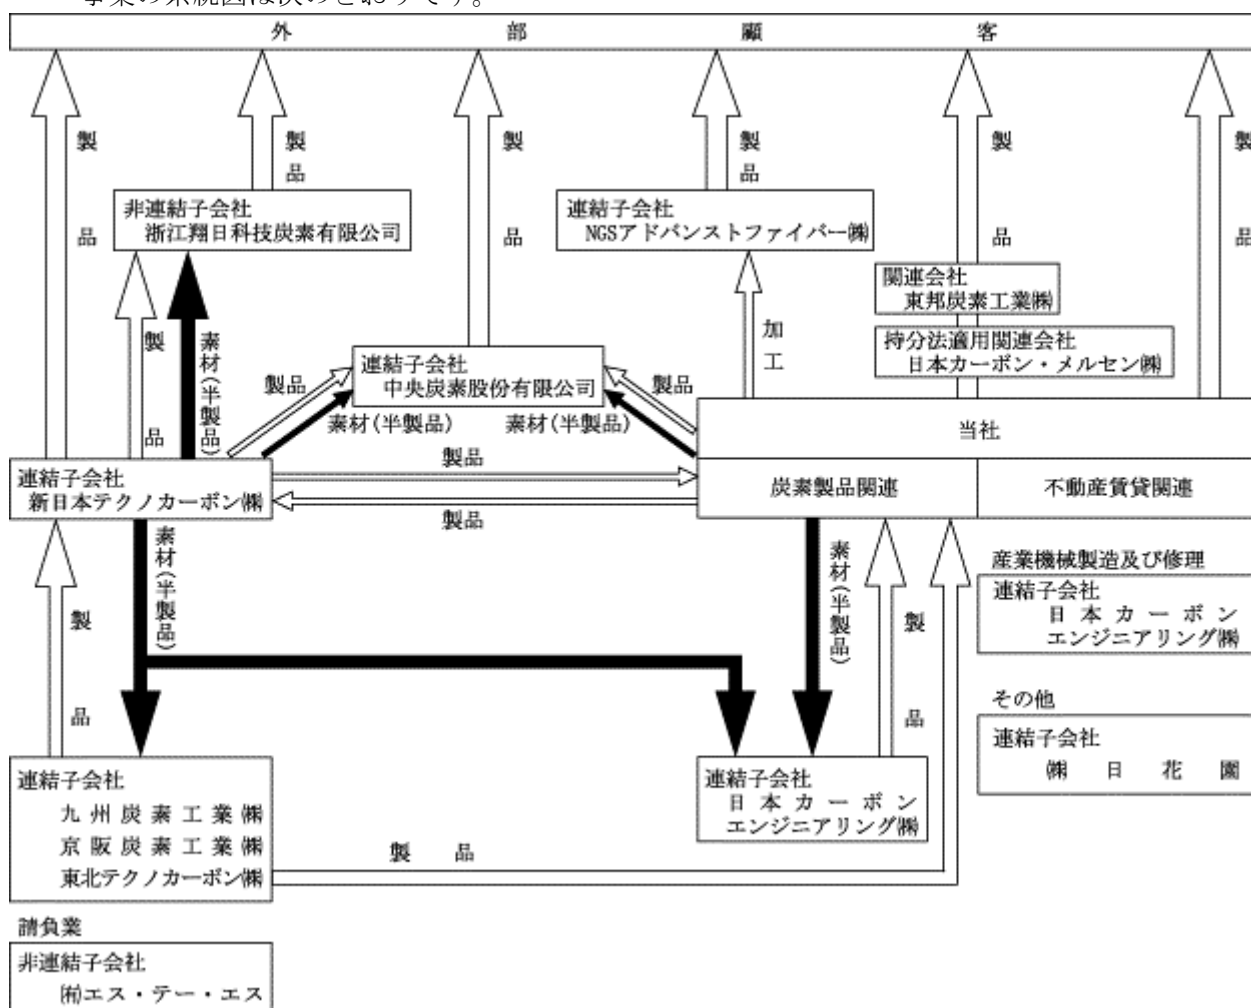 事業の系統図は次のとおりです。
外部顧客
製品
製品
製品
製品
製品
製品
非連結子会社
浙江翔日科技炭素有限公司
連結子会社
NGSアドバンストファイバー㈱
関連会社
東邦炭素工業㈱
持分法適用関連会社
日本カーボン・メルセン㈱
製品
素材(半製品)
加工
連結子会社
中央炭素股份有限公司
製品
製品
素材(半製品)
素材(半製品)
当社
炭素製品関連
不動産賃貸関連
連結子会社
新日本テクノカーボン㈱
製品
製品
製品
素材(半製品)
素材(半製品)
製品
産業機械製造及び修理
連結子会社
日本カーボン
エンジニアリング㈱
その他
連結子会社
㈱日花園
連結子会社
九州炭素工業㈱
京阪炭素工業㈱
東北テクノカーボン㈱
連結子会社
日本カーボン
エンジニアリング㈱
製品
請負業
非連結子会社
㈲エス・テー・エス